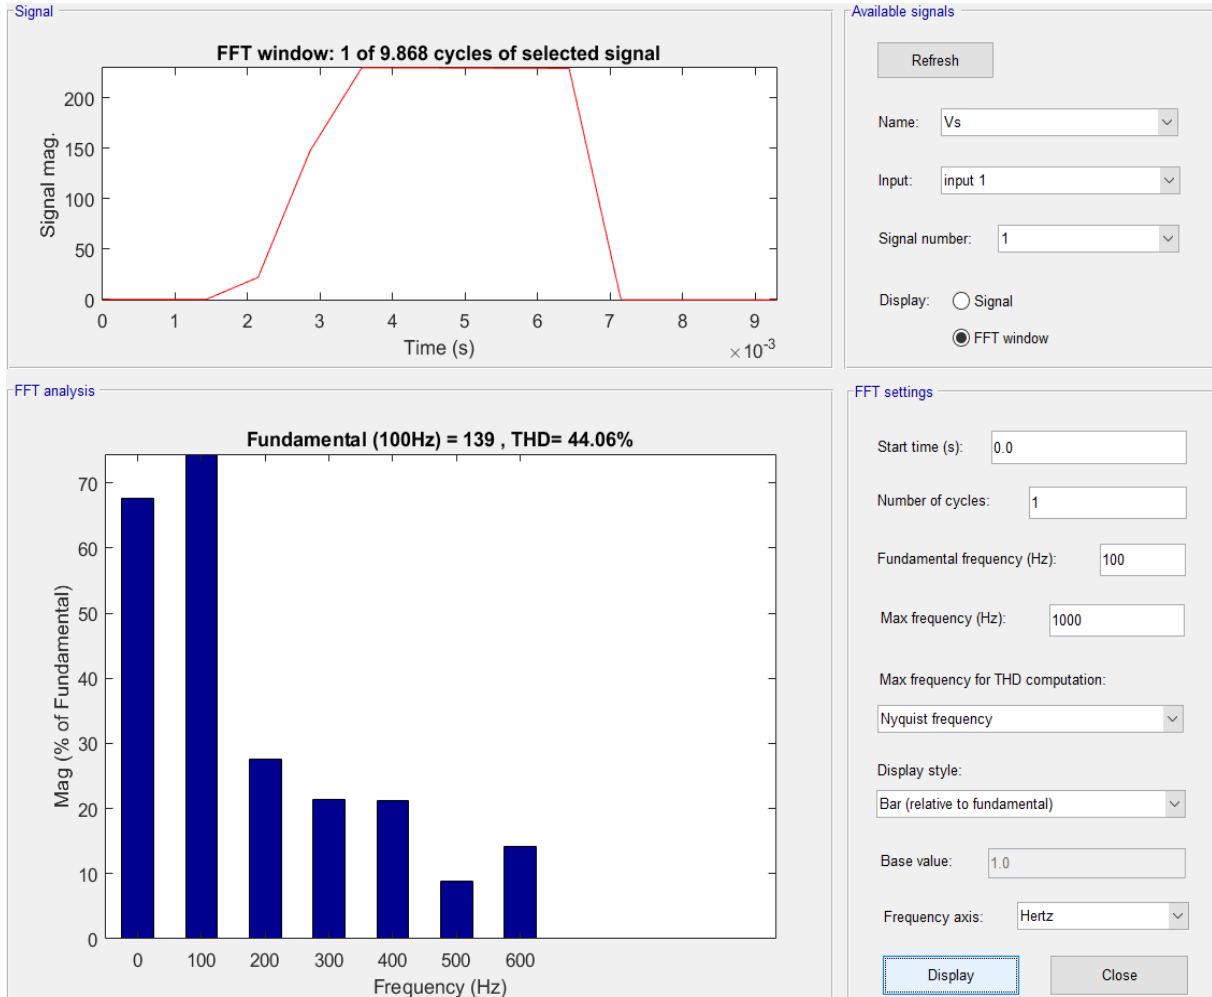 Signal
FFT window: 1 of 9.868 cycles of selected signal
200
150
100
50
0
Signal mag.
0 1 2 3 4 5 6 7 8 9
Time (s)
×10-3
Available signals
Refresh
Name: Vs
Input: input 1
Signal number: 1
Display: Signal
FFT window
FFT analysis
Fundamental (100Hz) = 139 , THD= 44.06%
70
60
50
40
30
20
10
0
Mag (% of Fundamental)
0 100 200 300 400 500 600
Frequency (Hz)
FFT settings
Start time (s): 0.0
Number of cycles: 1
Fundamental frequency (Hz): 100
Max frequency (Hz): 1000
Max frequency for THD computation:
Nyquist frequency
Display style:
Bar (relative to fundamental)
Base value: 1.0
Frequency axis: Hertz
Display Close